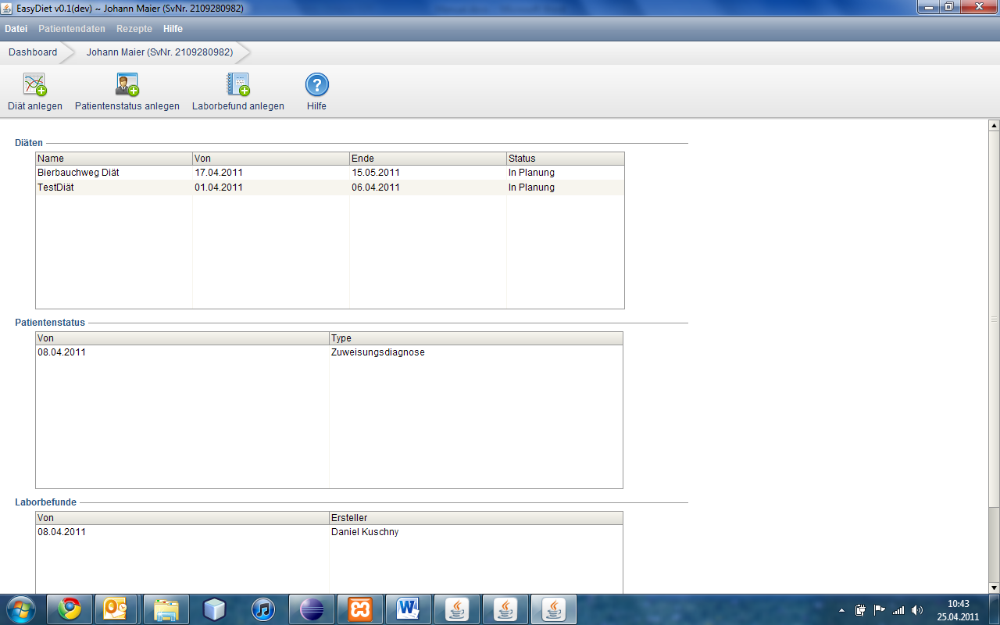 EasyDiet v0.1(dev) ~ Johann Maier (SvNr. 2109280982)
Datei Patientendaten Rezepte Hilfe
Dashboard Johann Maier (SvNr. 2109280982)
Diät anlegen Patientenstatus anlegen Laborbefund anlegen Hilfe
Diäten
Name Von Ende Status
Bierbauchweg Diät 17.04.2011 15.05.2011 In Planung
TestDiät 01.04.2011 06.04.2011 In Planung
Patientenstatus
Von Type
08.04.2011 Zuweisungsdiagnose
Laborbefunde
Von Ersteller
08.04.2011 Daniel Kuschny
10:43
25.04.2011